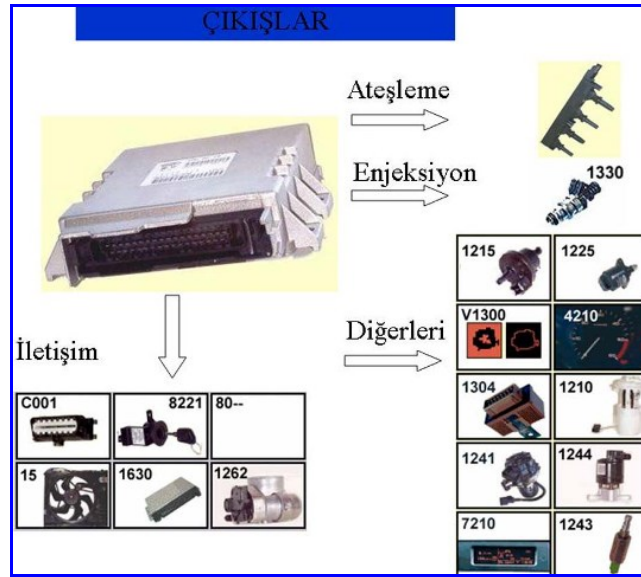 ÇIKIŞLAR
Ateşleme
Enjeksiyon
1330
1215
1225
V1300
4210
Diğerleri
İletişim
1304
1210
C001
8221
80--
1241
1244
15
1630
1262
7210
1243